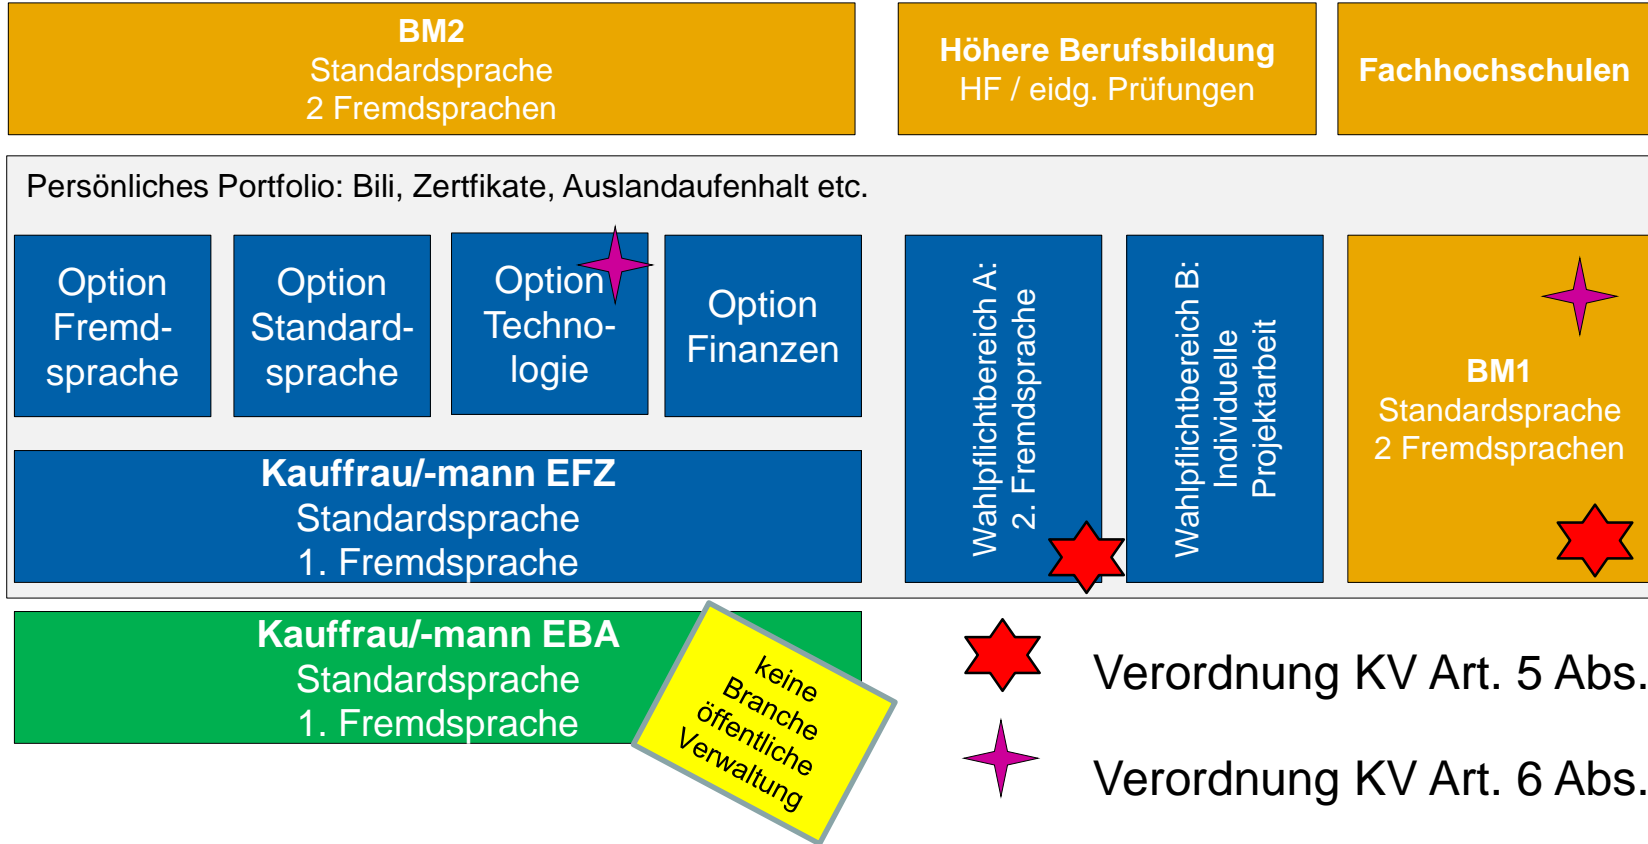 BM2
Standardsprache
2 Fremdsprachen
Höhere Berufsbildung
HF / eidg. Prüfungen
Fachhochschulen
Persönliches Portfolio: Bili, Zertfikate, Auslandaufenhalt etc.
Option
Fremd-
sprache
Option
Standard-
sprache
Option
Techno-
logie
Option
Finanzen
Wahlpflichtbereich A:
2. Fremdsprache
Wahlpflichtbereich B:
Individuelle
Projektarbeit
BM1
Standardsprache
2 Fremdsprachen
Kauffrau/-mann EFZ
Standardsprache
1. Fremdsprache
Kauffrau/-mann EBA
Standardsprache
1. Fremdsprache
keine
Branche
öffentliche
Verwaltung
Verordnung KV Art. 5 Abs.
Verordnung KV Art. 6 Abs.